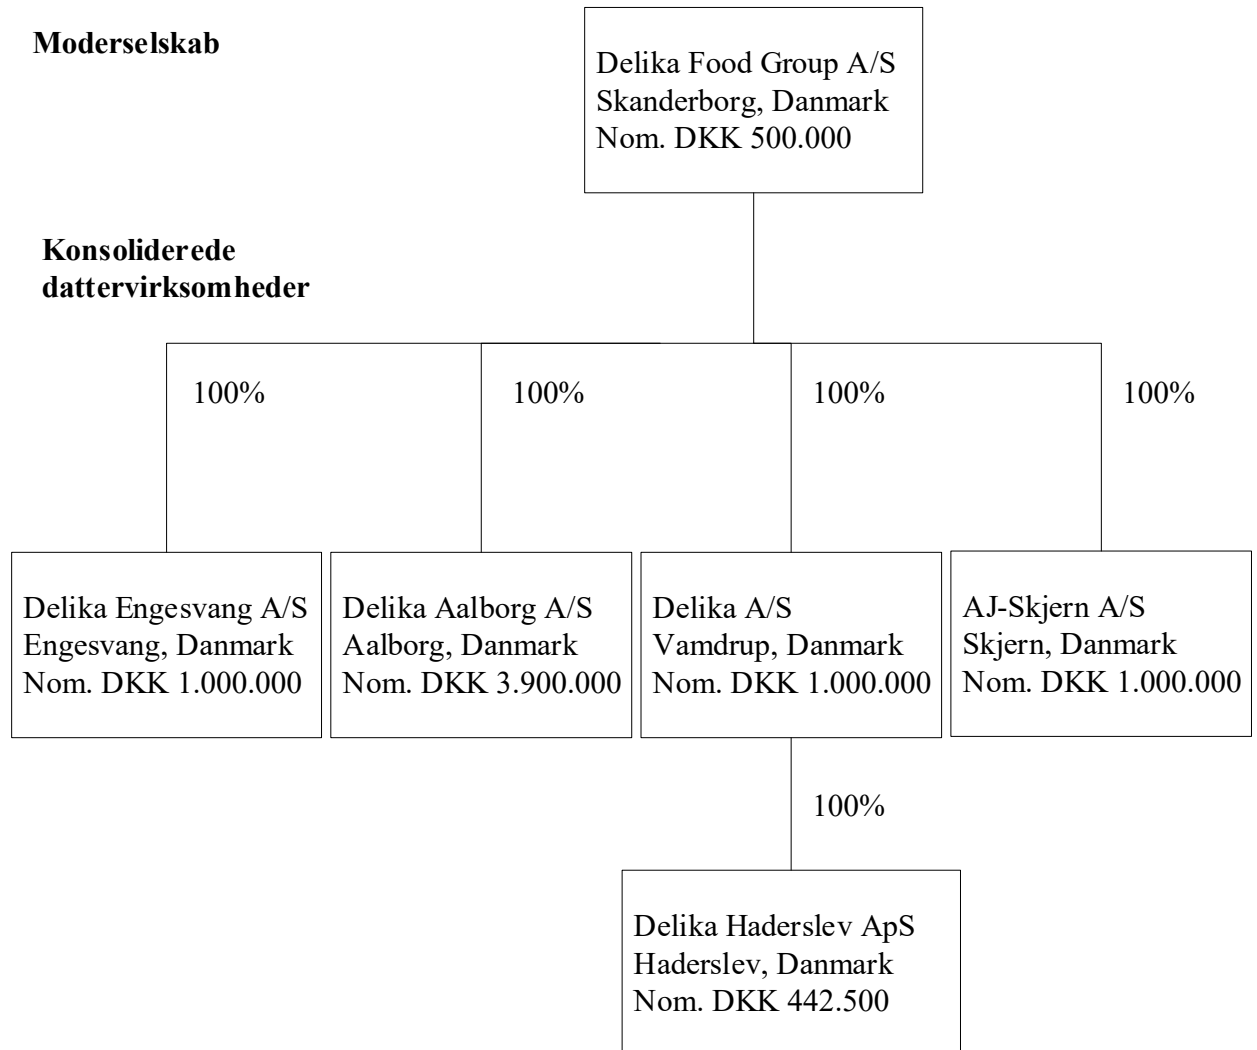 Moderselskab
Delika Food Group A/S
Skanderborg, Danmark
Nom. DKK 500.000
Konsoliderede
dattervirksomheder
100%
100%
100%
100%
Delika Engesvang A/S
Engesvang, Danmark
Nom. DKK 1.000.000
Delika Aalborg A/S
Aalborg, Danmark
Nom. DKK 3.900.000
Delika A/S
Vamdrup, Danmark
Nom. DKK 1.000.000
AJ-Skjern A/S
Skjern, Danmark
Nom. DKK 1.000.000
100%
Delika Haderslev ApS
Haderslev, Danmark
Nom. DKK 442.500